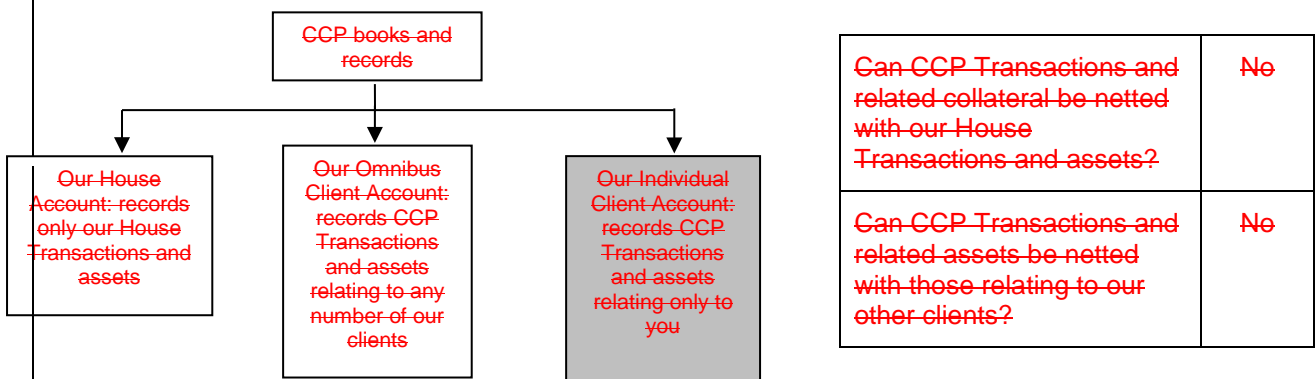 CCP books and
records
Our House
Account: records
only our House
Transactions and
assets
Our Omnibus
Client Account:
records CCP
Transactions
and assets
relating to any
number of our
clients
Our Individual
Client Account:
records CCP
Transactions
and assets
relating only to
you
Can CCP Transactions and
related collateral be netted
with our House
Transactions and assets?
No
Can CCP Transactions and
related assets be netted
with those relating to our
other clients?
No